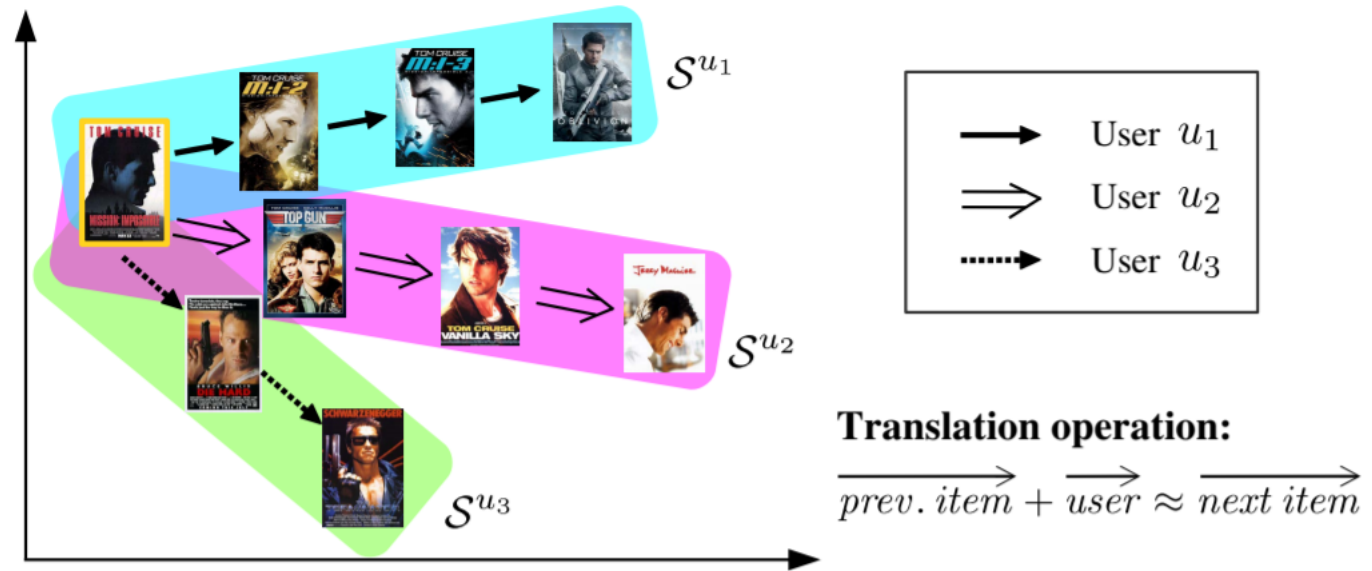 TOM CRUISE
MISSION: IMPOSSIBLE
TOM CRUISE
M:I-2
TOM CRUISE
M:I-3
OBLIVION
S^{u_1}
TOP GUN
TOM CRUISE
VANILLA SKY
Jerry Maguire
S^{u_2}
BRUCE WILLIS
DIE HARD
SCHWARZENEGGER
S^{u_3}
User u_1
User u_2
User u_3
Translation operation:
prev. item + user ≈ next item